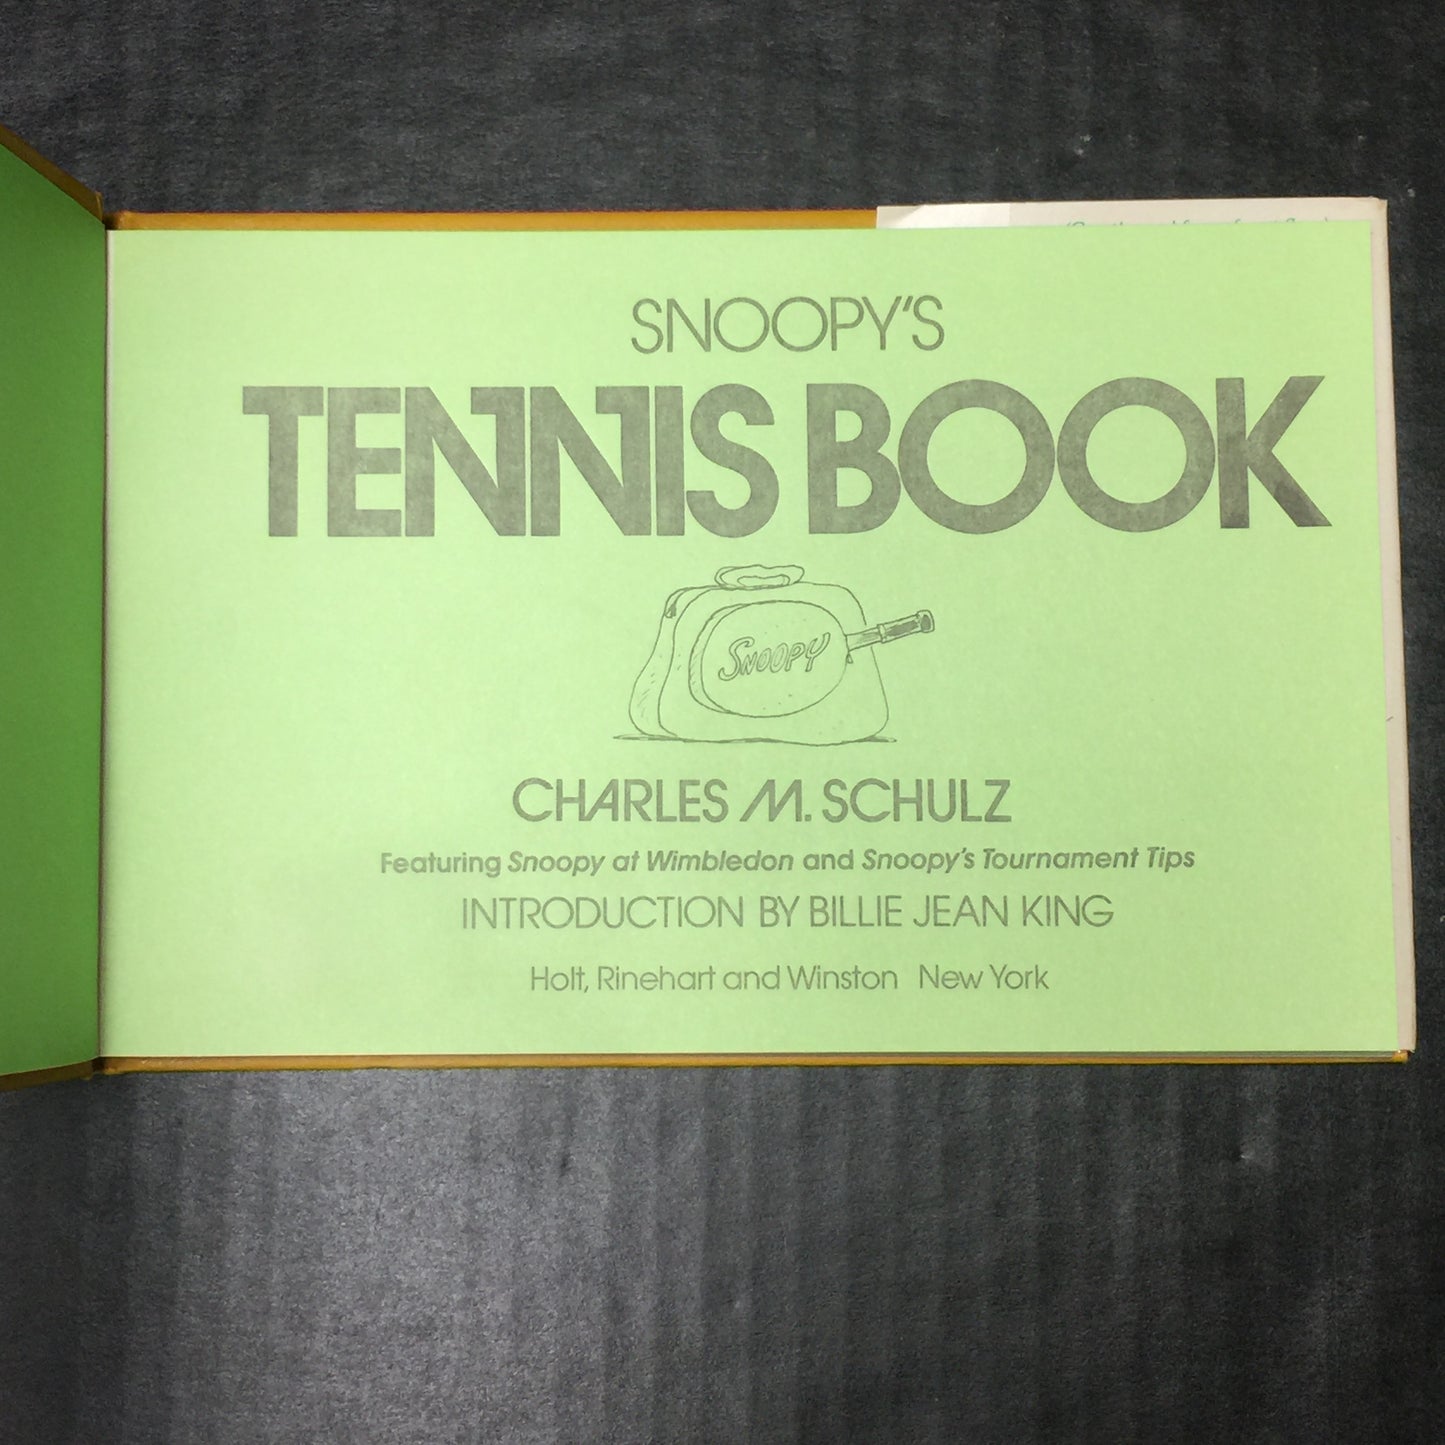 SNOOPY'S
TENNIS BOOK
SNOOPY
CHARLES M. SCHULZ
Featuring Snoopy at Wimbledon and Snoopy's Tournament Tips
INTRODUCTION BY BILLIE JEAN KING
Holt, Rinehart and Winston New York